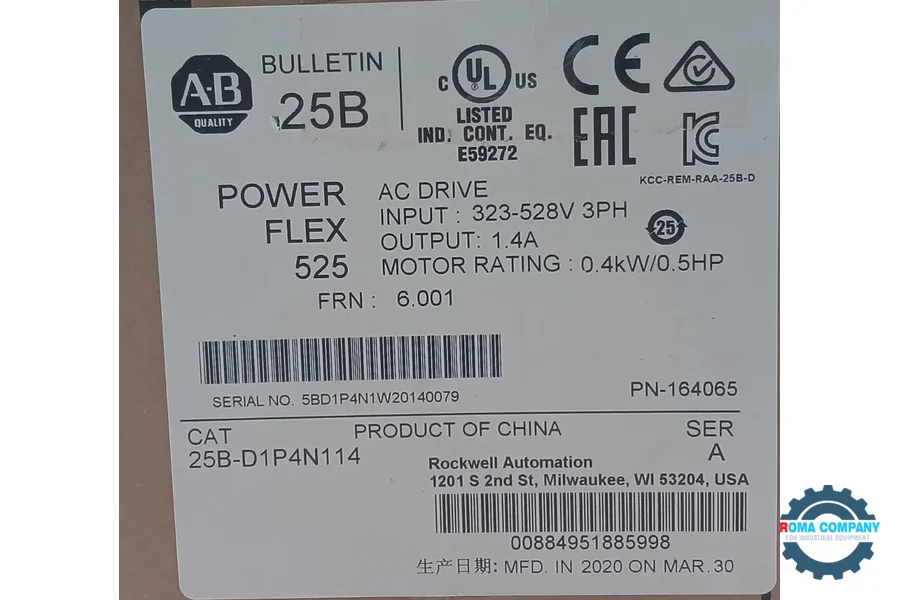 A·B
QUALITY
BULLETIN
25B
C UL US
LISTED
IND. CONT. EQ.
E59272
CE
EAC
KC
KCC-REM-RAA-25B-D
POWER
FLEX
525
AC DRIVE
INPUT : 323-528V 3PH
OUTPUT: 1.4A
MOTOR RATING : 0.4kW/0.5HP
25
FRN : 6.001
SERIAL NO. 5BD1P4N1W20140079
PN-164065
CAT
25B-D1P4N114
PRODUCT OF CHINA
SER
A
Rockwell Automation
1201 S 2nd St, Milwaukee, WI 53204, USA
00884951885998
生产日期: MFD. IN 2020 ON MAR. 30
ROMA COMPANY
FOR INDUSTRIAL EQUIPMENT